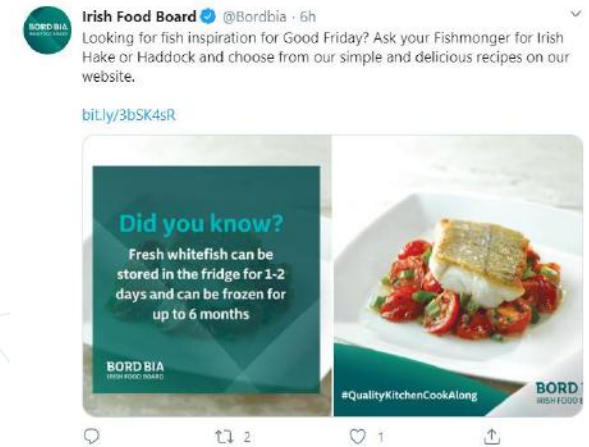 BORD BIA
Irish Food Board @Bordbia · 6h
Looking for fish inspiration for Good Friday? Ask your Fishmonger for Irish
Hake or Haddock and choose from our simple and delicious recipes on our
website.
bit.ly/3bSK4sR
Did you know?
Fresh whitefish can be
stored in the fridge for 1-2
days and can be frozen for
up to 6 months
BORD BIA
IRISH FOOD BOARD
#QualityKitchenCookAlong
BORD
IRISH FOOD
2
1